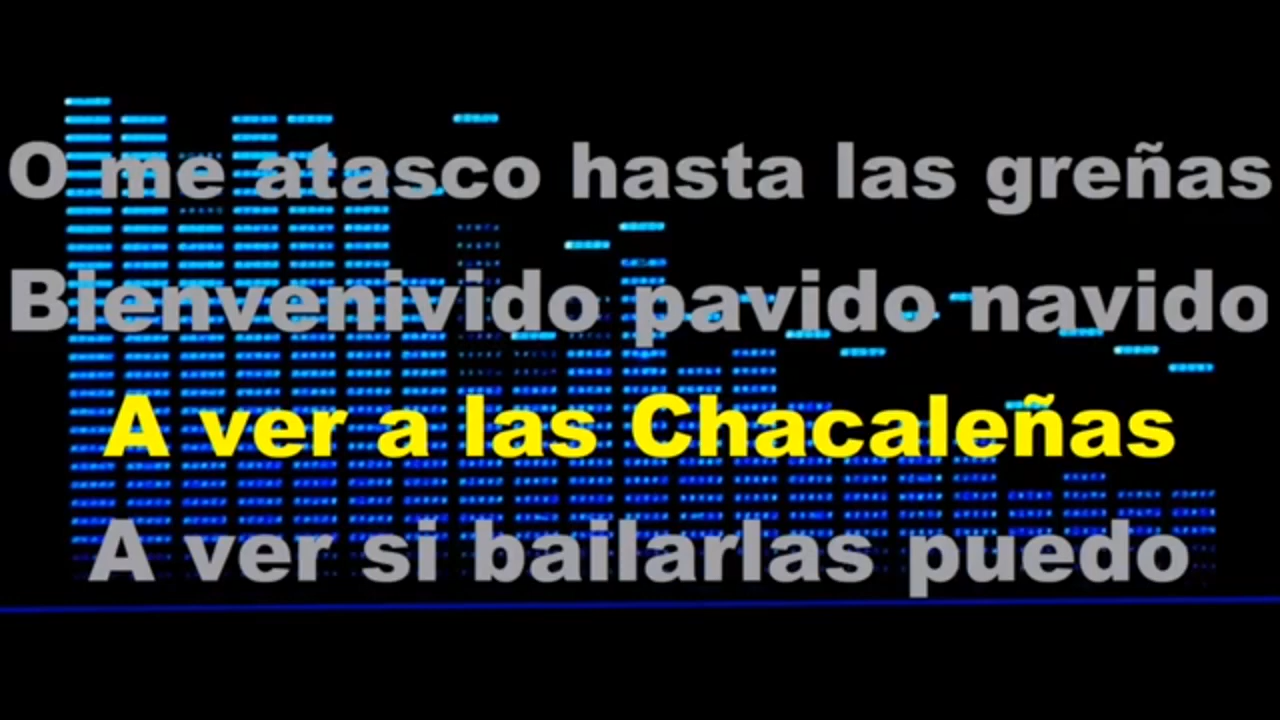 O me atasco hasta las greñas
Bienvenivido pavido navido
A ver a las Chacaleñas
A ver si bailarlas puedo